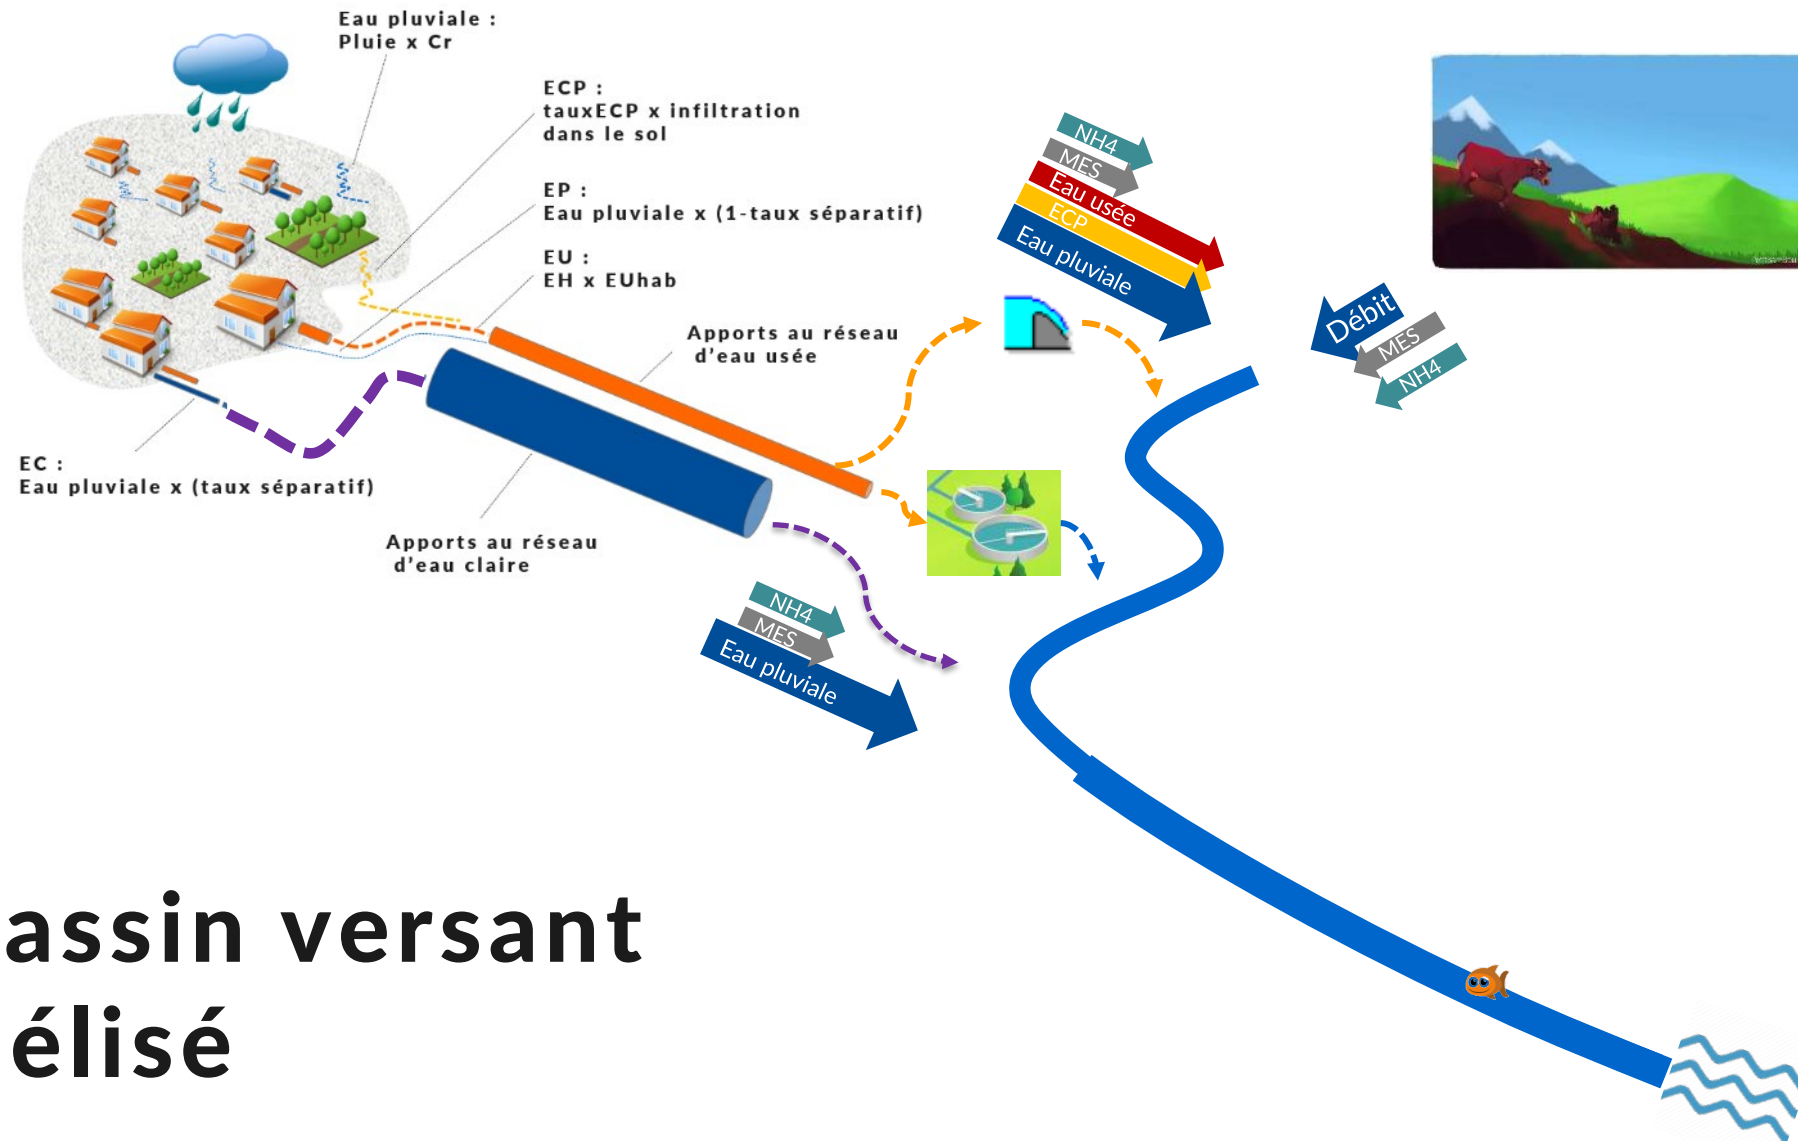 Eau pluviale :
Pluie x Cr
ECP :
tauxECP x infiltration
dans le sol
EP :
Eau pluviale x (1-taux séparatif)
EU :
EH x EUhab
Apports au réseau
d'eau usée
EC :
Eau pluviale x (taux séparatif)
Apports au réseau
d'eau claire
NH4
MES
Eau usée
ECP
Eau pluviale
Débit
MES
NH4
NH4
MES
Eau pluviale
assin versant
élisé